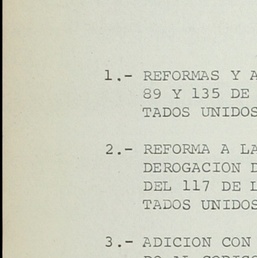 1.- REFORMAS Y A
89 Y 135 DE
TADOS UNIDOS
2.- REFORMA A LA
DEROGACION D
DEL 117 DE L
TADOS UNIDOS
3.- ADICION CON